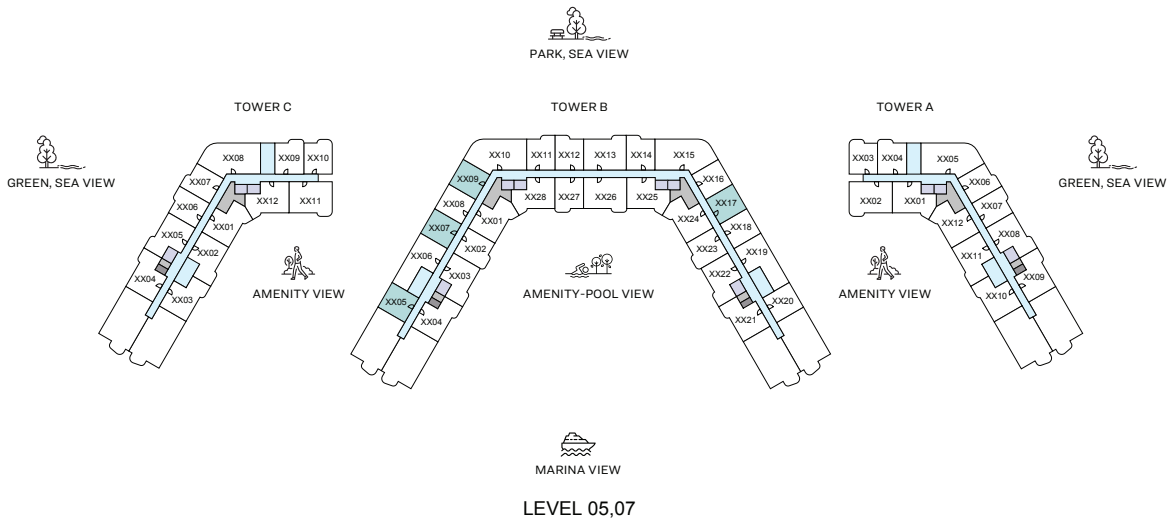 PARK, SEA VIEW
TOWER C
TOWER B
TOWER A
GREEN, SEA VIEW
GREEN, SEA VIEW
XX08
XX09
XX10
XX07
XX06
XX05
XX04
XX12
XX11
XX01
XX02
XX03
XX10
XX11
XX12
XX13
XX14
XX15
XX09
XX08
XX07
XX06
XX05
XX01
XX02
XX03
XX04
XX28
XX27
XX26
XX25
XX24
XX23
XX22
XX21
XX16
XX17
XX18
XX19
XX20
XX03
XX04
XX05
XX02
XX01
XX06
XX07
XX08
XX09
XX12
XX11
XX10
AMENITY VIEW
AMENITY-POOL VIEW
AMENITY VIEW
MARINA VIEW
LEVEL 05,07